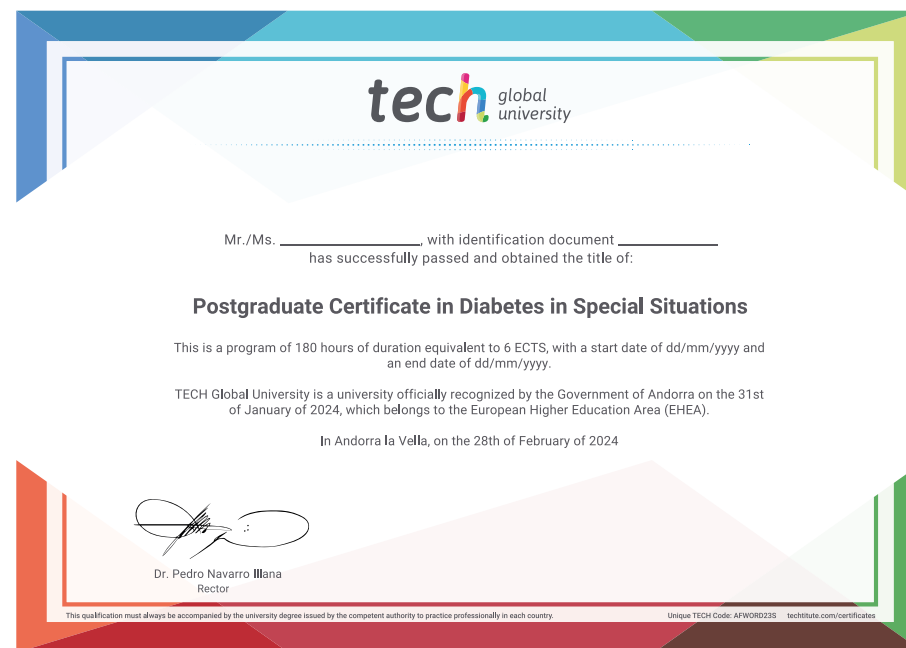 tech global university
Mr./Ms. ____________, with identification document ____________
has successfully passed and obtained the title of:
Postgraduate Certificate in Diabetes in Special Situations
This is a program of 180 hours of duration equivalent to 6 ECTS, with a start date of dd/mm/yyyy and
an end date of dd/mm/yyyy.
TECH Global University is a university officially recognized by the Government of Andorra on the 31st
of January of 2024, which belongs to the European Higher Education Area (EHEA).
In Andorra la Vella, on the 28th of February of 2024
Dr. Pedro Navarro Illana
Rector
This qualification must always be accompanied by the university degree issued by the competent authority to practice professionally in each country.
Unique TECH Code: AFWORD23S techtitute.com/certificates